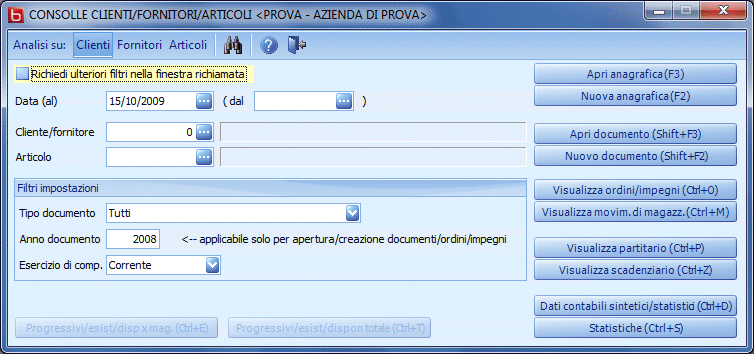 CONSOLLE CLIENTI/FORNITORI/ARTICOLI <PROVA - AZIENDA DI PROVA>
Analisi su: Clienti Fornitori Articoli
Richiedi ulteriori filtri nella finestra richiamata
Data (al) 15/10/2009 ( dal )
Cliente/fornitore 0
Articolo
Filtri impostazioni
Tipo documento Tutti
Anno documento 2008 <-- applicabile solo per apertura/creazione documenti/ordini/impegni
Esercizio di comp. Corrente
Progressivi/esist/disp x mag. (Ctrl+E) Progressivi/esist/dispon totale (Ctrl+T)
Apri anagrafica (F3)
Nuova anagrafica (F2)
Apri documento (Shift+F3)
Nuovo documento (Shift+F2)
Visualizza ordini/impegni (Ctrl+O)
Visualizza movim. di magazz. (Ctrl+M)
Visualizza partitario (Ctrl+P)
Visualizza scadenziario (Ctrl+Z)
Dati contabili sintetici/statistici (Ctrl+D)
Statistiche (Ctrl+S)